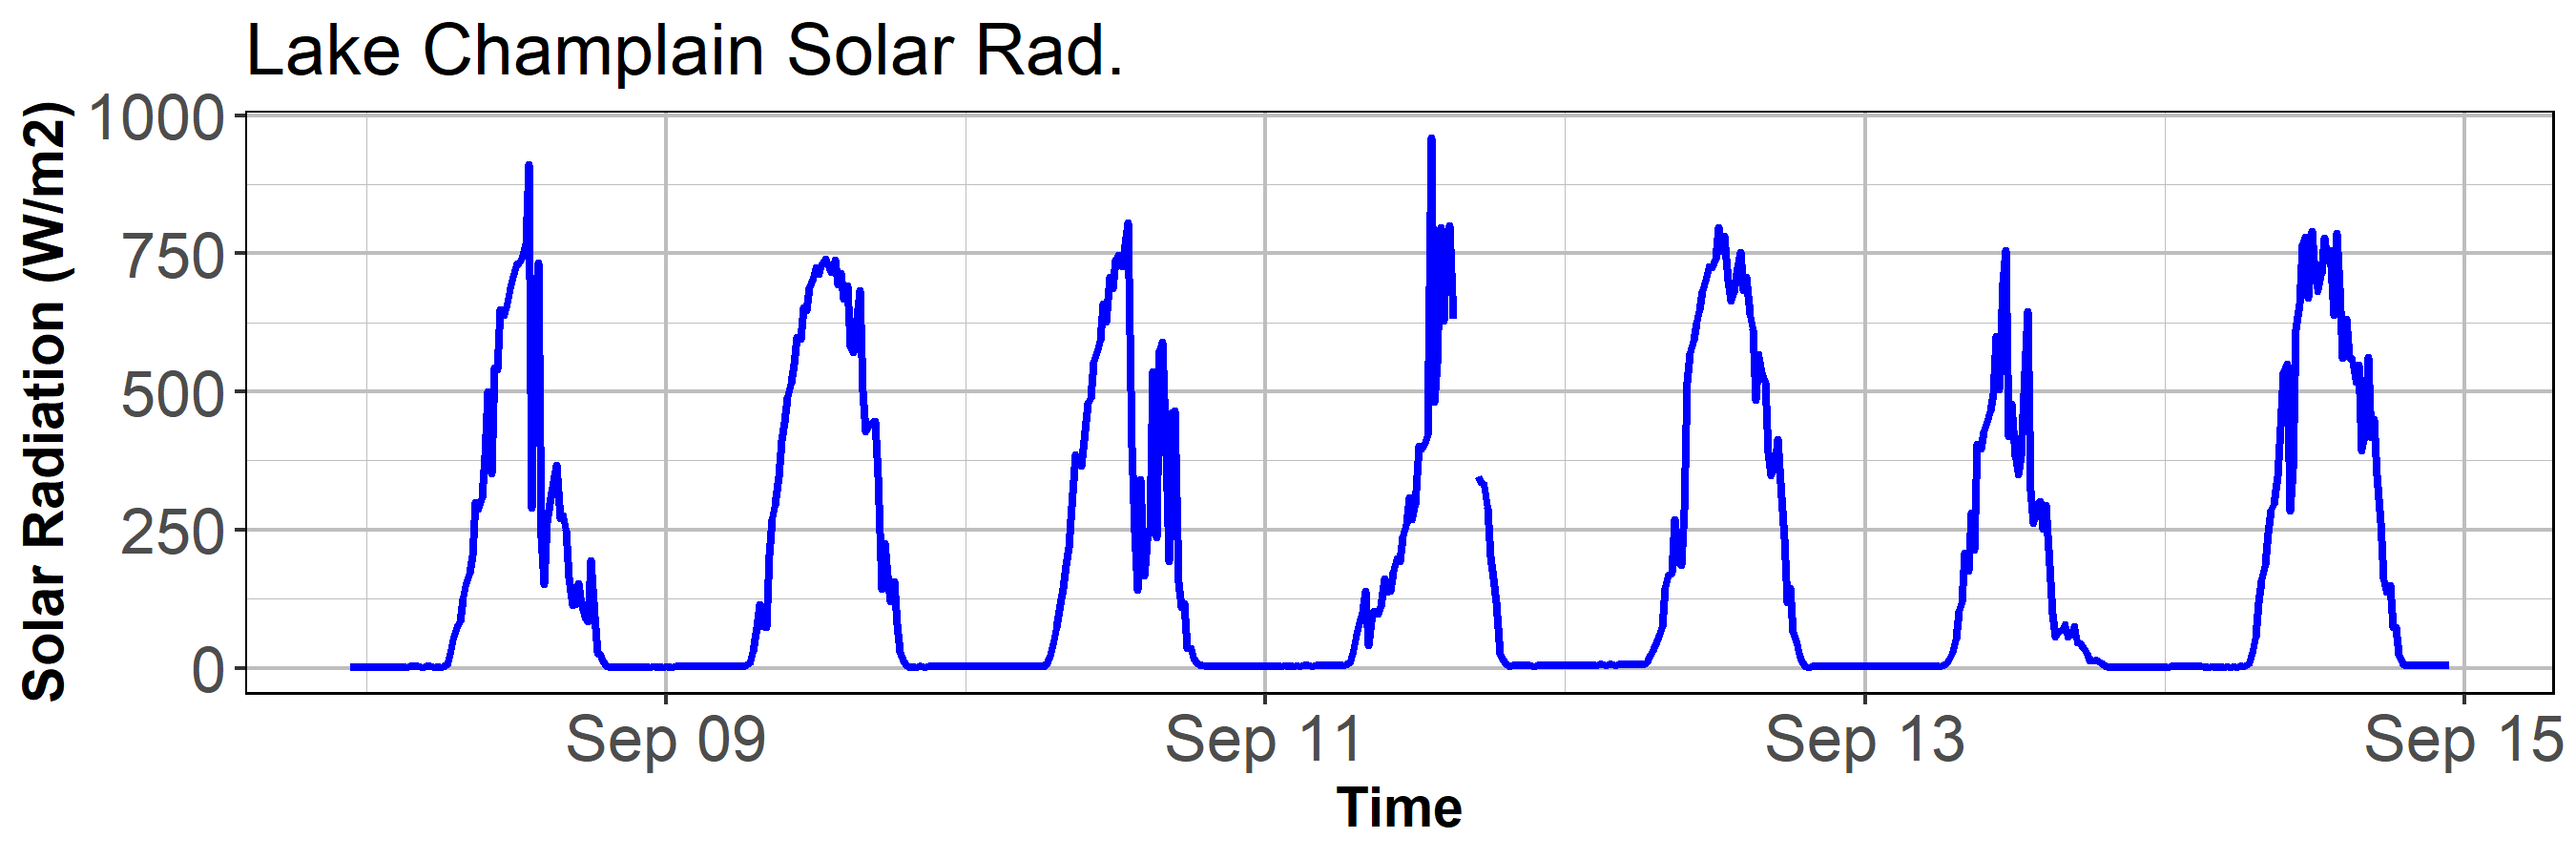 Lake Champlain Solar Rad.
Solar Radiation (W/m2)
1000
750
500
250
0
Sep 09
Sep 11
Sep 13
Sep 15
Time